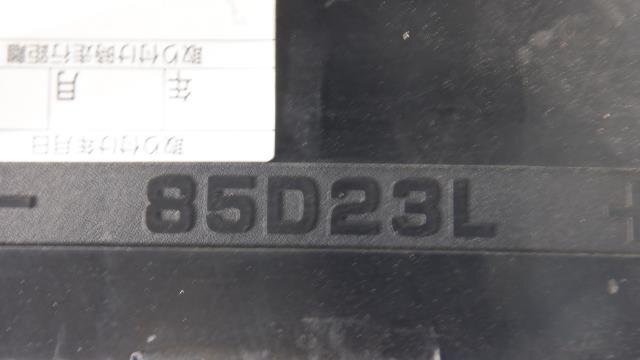 取り付け年月日
年 月
取り付け時走行距離
- 85D23L +